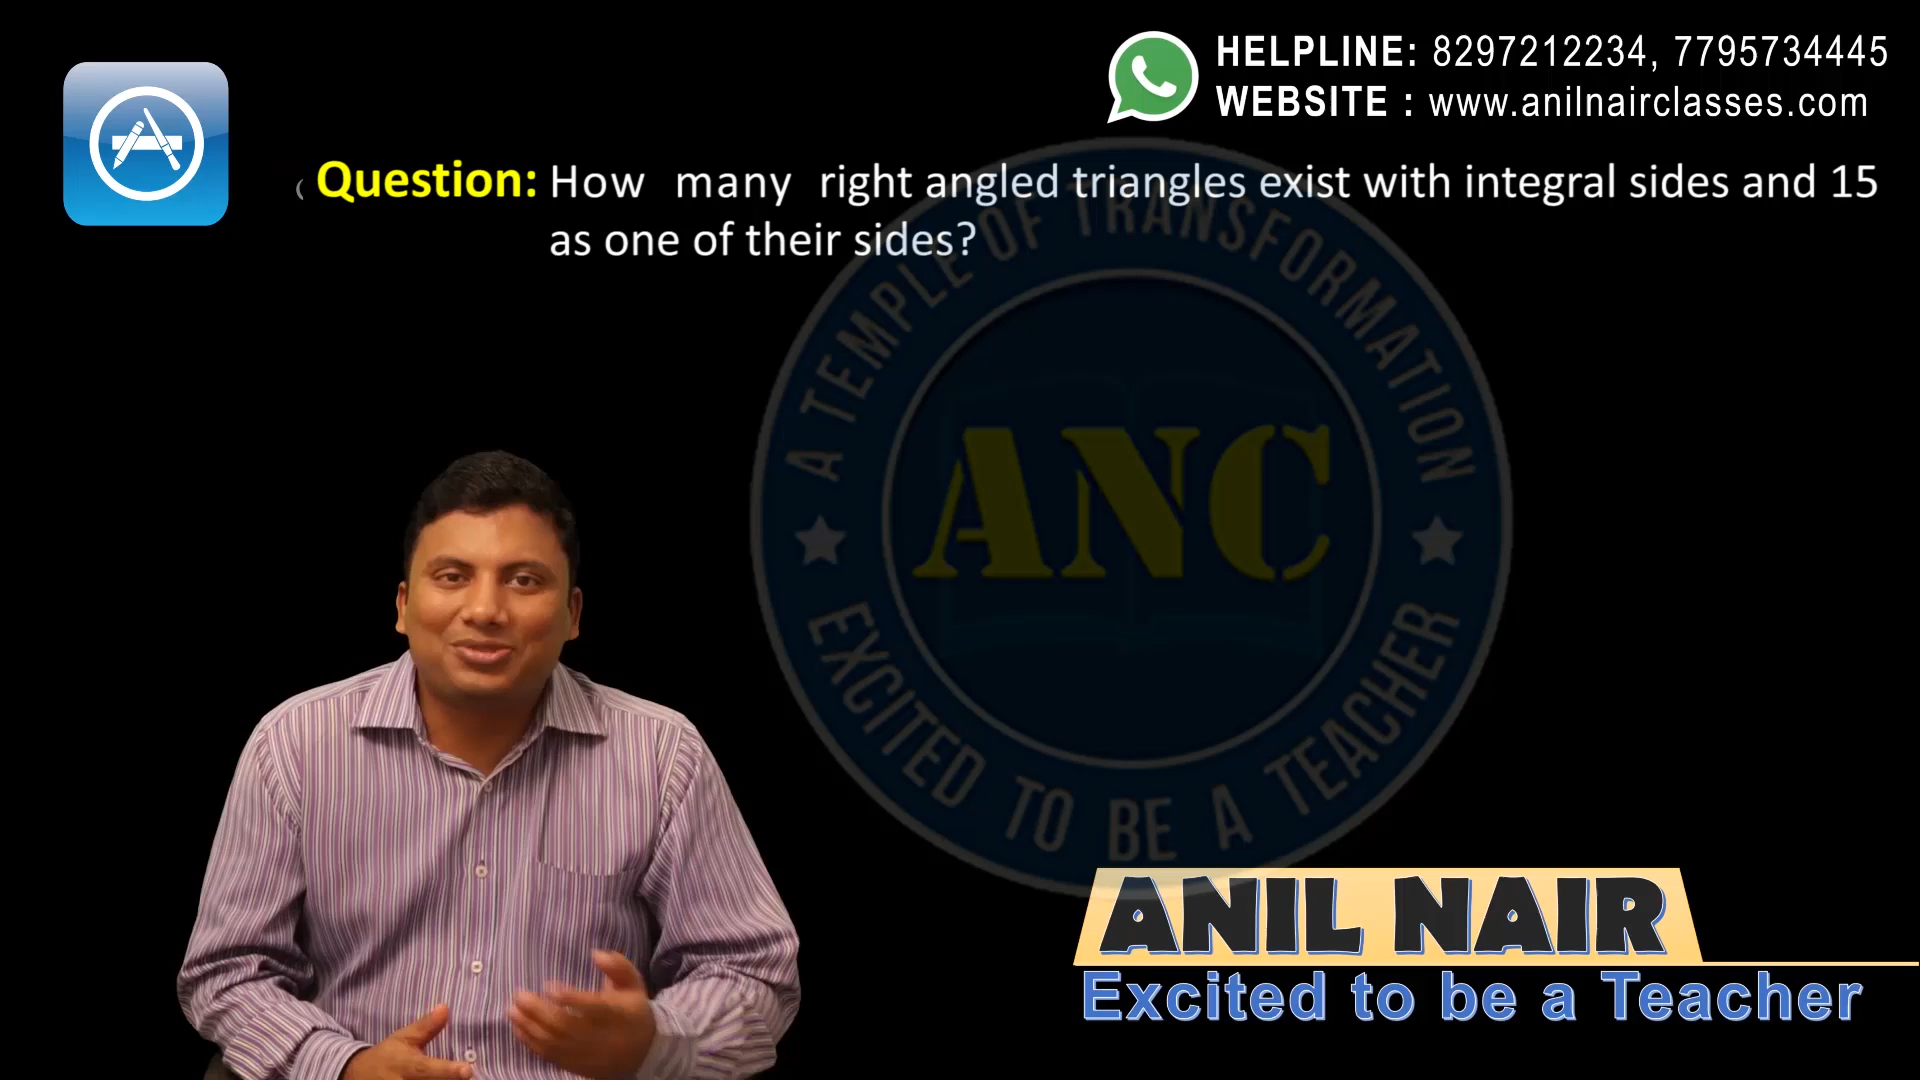 HELPLINE: 8297212234, 7795734445
WEBSITE : www.anilnairclasses.com
( Question: How many right angled triangles exist with integral sides and 15
as one of their sides?
A TEMPLE OF TRANSFORMATION
ANC
EXCITED TO BE A TEACHER
ANIL NAIR
Excited to be a Teacher